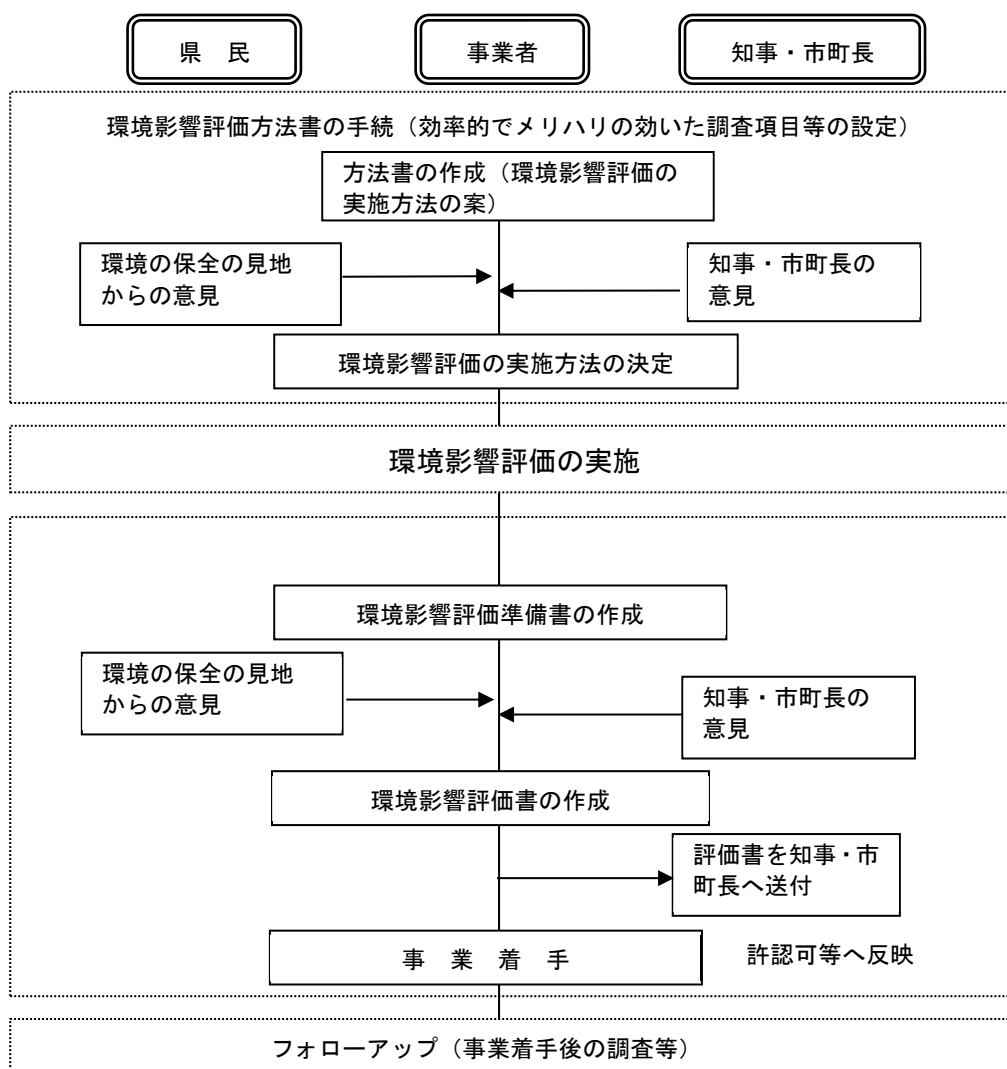 県　民
事業者
知事・市町長
環境影響評価方法書の手続（効率的でメリハリの効いた調査項目等の設定）
方法書の作成（環境影響評価の
実施方法の案）
環境の保全の見地
からの意見
知事・市町長の
意見
環境影響評価の実施方法の決定
環境影響評価の実施
環境影響評価準備書の作成
環境の保全の見地
からの意見
知事・市町長の
意見
環境影響評価書の作成
評価書を知事・市
町長へ送付
事　業　着　手
許認可等へ反映
フォローアップ（事業着手後の調査等）